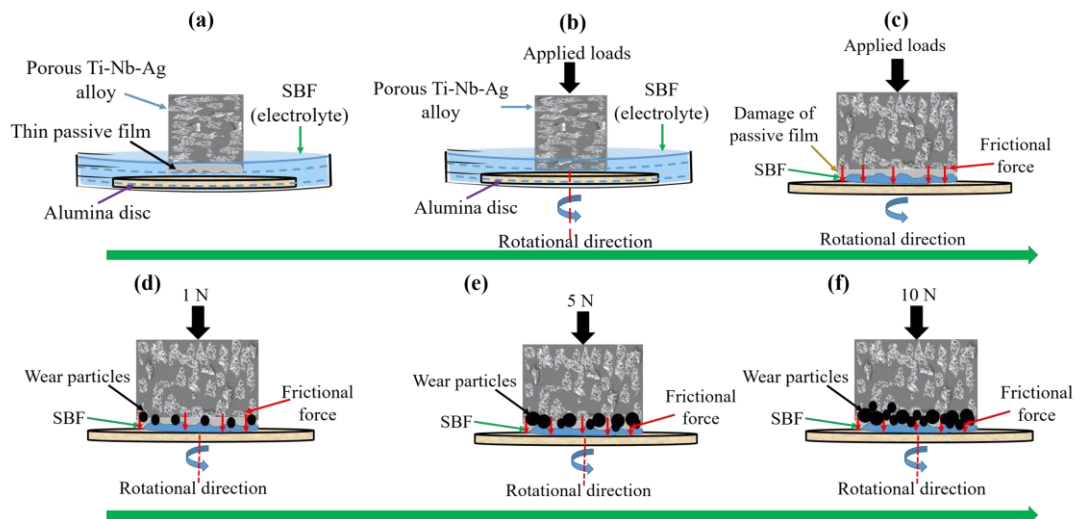 (a)
Porous Ti-Nb-Ag
alloy
Thin passive film
SBF
(electrolyte)
Alumina disc
(b)
Applied loads
Porous Ti-Nb-Ag
alloy
SBF
(electrolyte)
Alumina disc
Rotational direction
(c)
Applied loads
Damage of
passive film
SBF
Frictional
force
Rotational direction
(d)
1 N
Wear particles
SBF
Frictional
force
Rotational direction
(e)
5 N
Wear particles
SBF
Frictional
force
Rotational direction
(f)
10 N
Wear particles
SBF
Frictional
force
Rotational direction